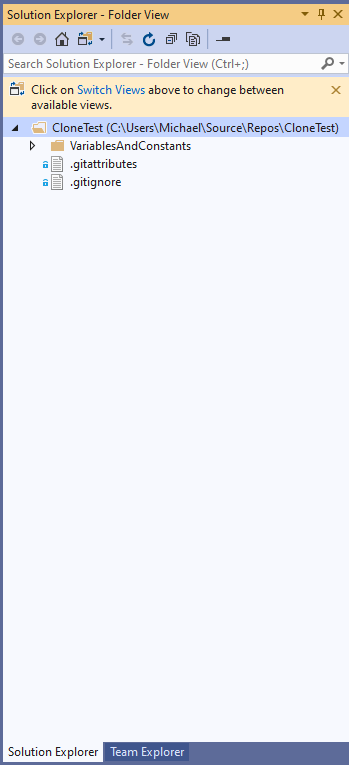 Solution Explorer - Folder View
Search Solution Explorer - Folder View (Ctrl+;)
Click on Switch Views above to change between
available views.
CloneTest (C:\Users\Michael\Source\Repos\CloneTest)
VariablesAndConstants
.gitattributes
.gitignore
Solution Explorer Team Explorer